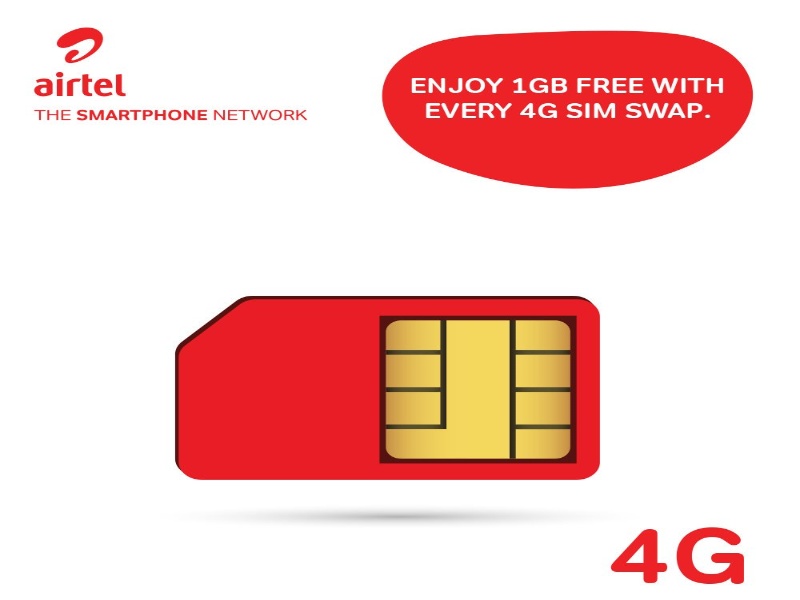 airtel
THE SMARTPHONE NETWORK
ENJOY 1GB FREE WITH
EVERY 4G SIM SWAP.
4G